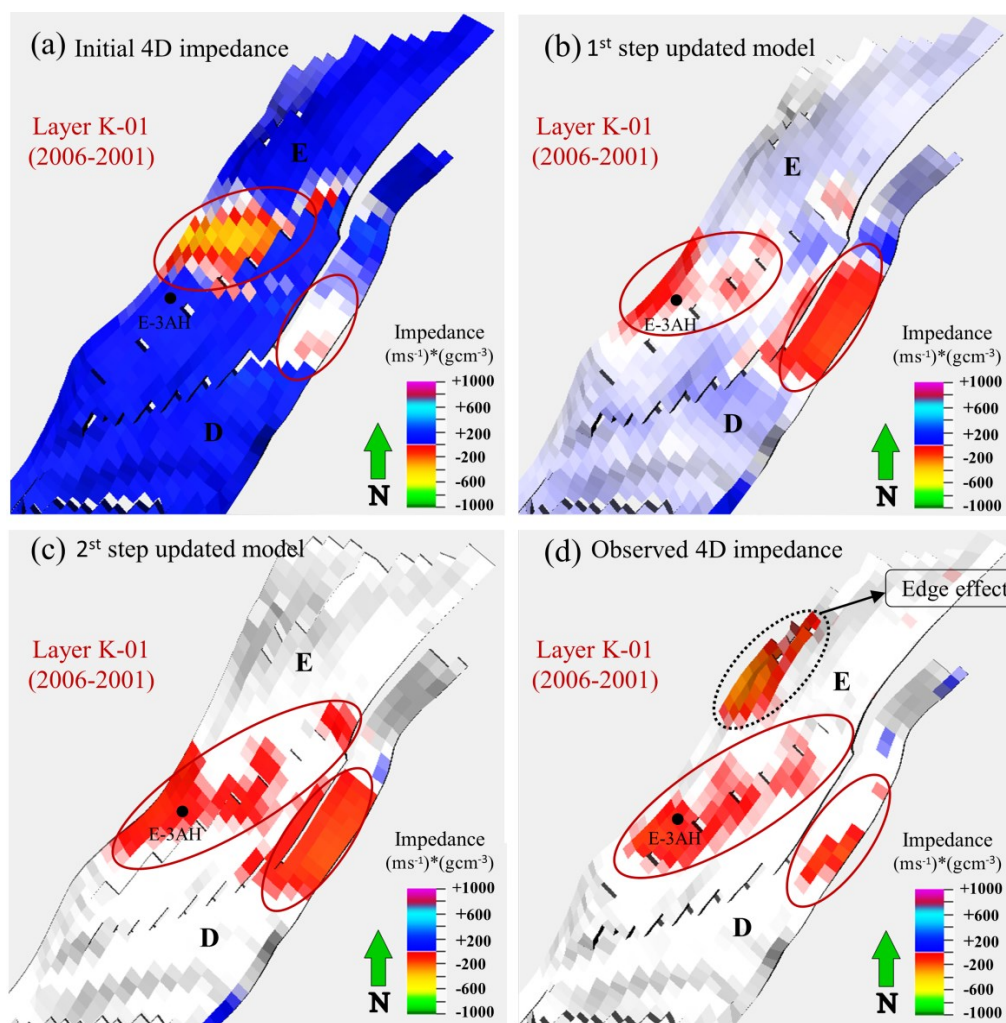 (a) Initial 4D impedance
Layer K-01
(2006-2001)
E
E-3AH
D
Impedance
(ms⁻¹)*(gcm⁻³)
+1000
+600
+200
-200
-600
-1000
N
(b) 1st step updated model
Layer K-01
(2006-2001)
E
E-3AH
D
Impedance
(ms⁻¹)*(gcm⁻³)
+1000
+600
+200
-200
-600
-1000
N
(c) 2st step updated model
Layer K-01
(2006-2001)
E
E-3AH
D
Impedance
(ms⁻¹)*(gcm⁻³)
+1000
+600
+200
-200
-600
-1000
N
(d) Observed 4D impedance
Edge effect
Layer K-01
(2006-2001)
E
E-3AH
D
Impedance
(ms⁻¹)*(gcm⁻³)
+1000
+600
+200
-200
-600
-1000
N